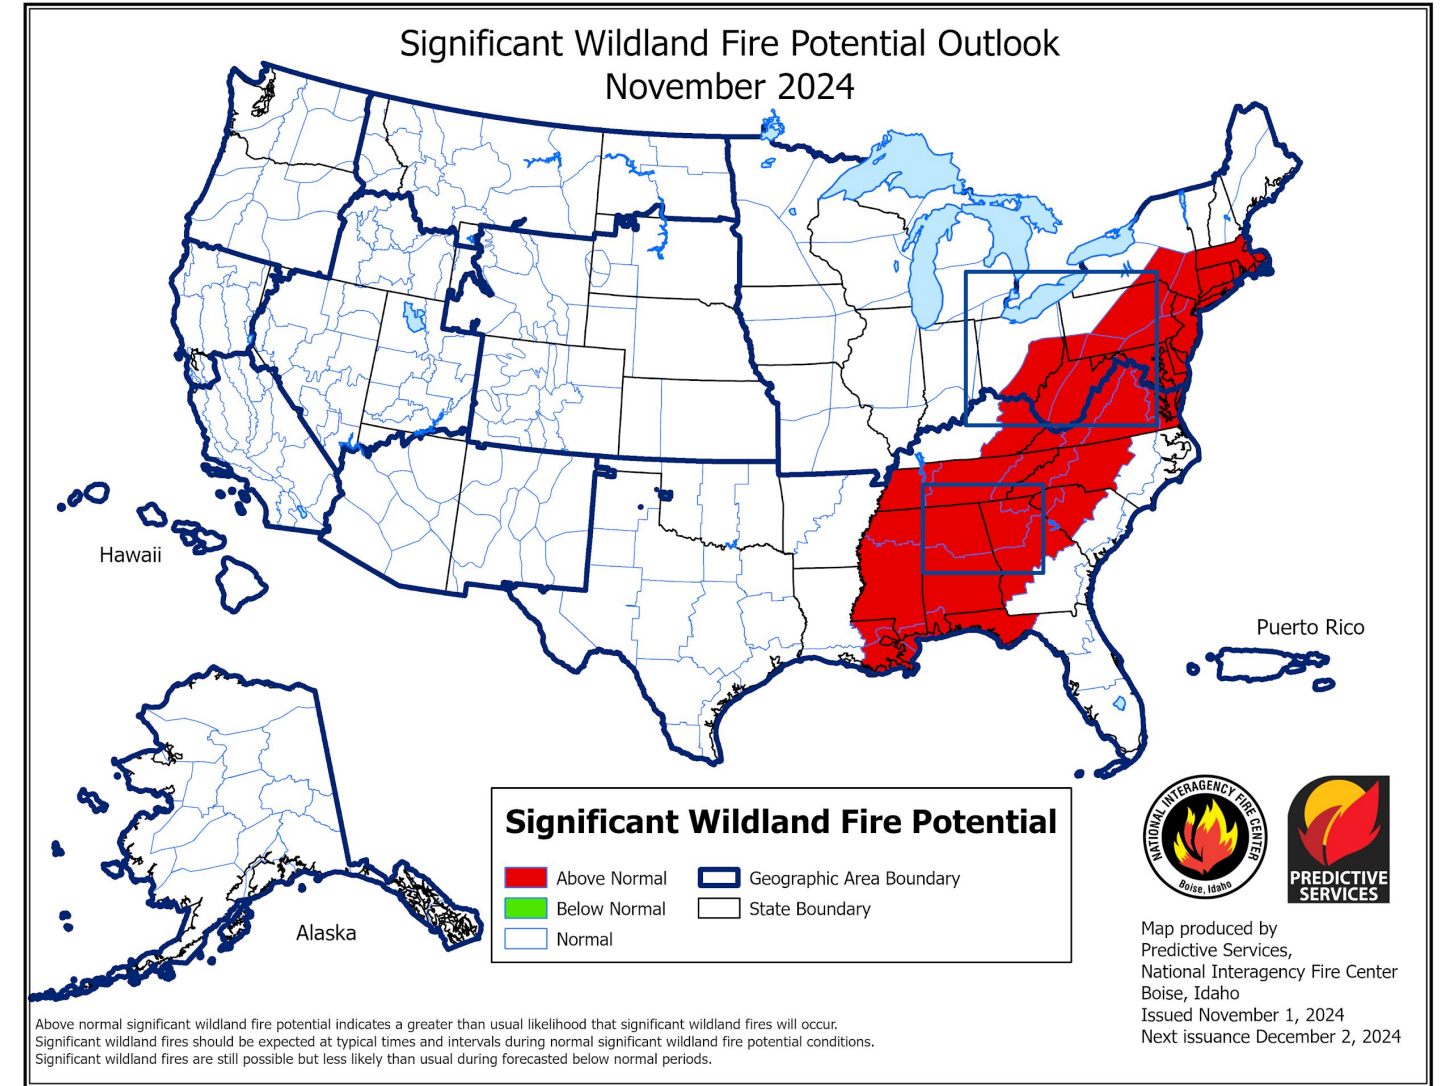 Significant Wildland Fire Potential Outlook
November 2024
Hawaii
Puerto Rico
Alaska
Significant Wildland Fire Potential
Above Normal
Below Normal
Normal
Geographic Area Boundary
State Boundary
NATIONAL INTERAGENCY FIRE CENTER
Boise, Idaho
PREDICTIVE
SERVICES
Map produced by
Predictive Services,
National Interagency Fire Center
Boise, Idaho
Issued November 1, 2024
Next issuance December 2, 2024
Above normal significant wildland fire potential indicates a greater than usual likelihood that significant wildland fires will occur.
Significant wildland fires should be expected at typical times and intervals during normal significant wildland fire potential conditions.
Significant wildland fires are still possible but less likely than usual during forecasted below normal periods.